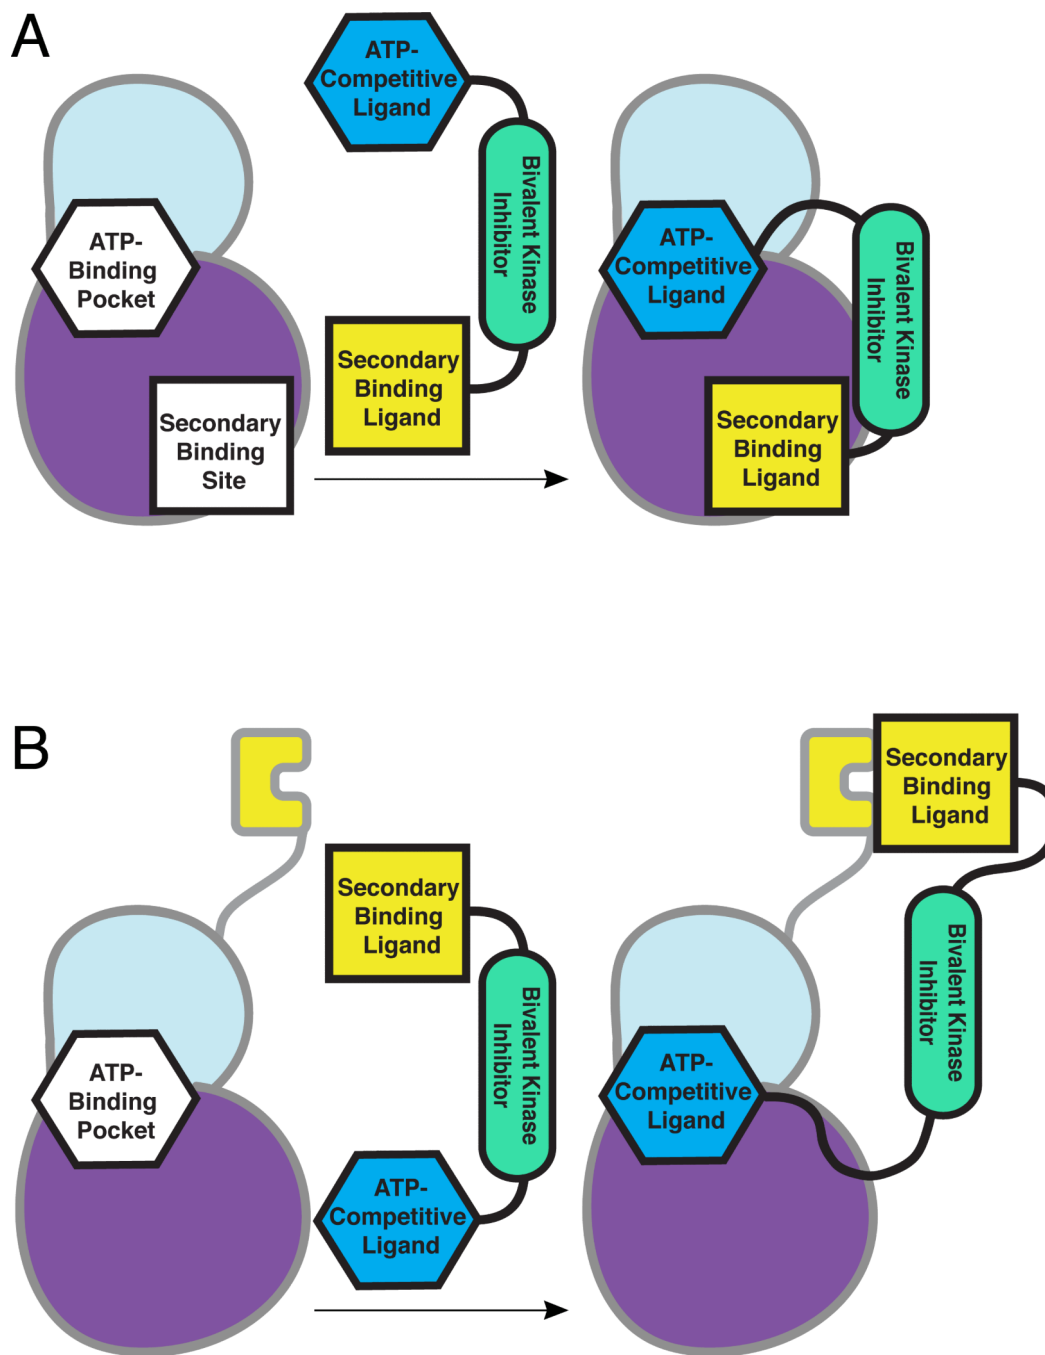 A
ATP-
Competitive
Ligand
Bivalent Kinase
Inhibitor
ATP-
Binding
Pocket
Secondary
Binding
Ligand
Secondary
Binding
Site
ATP-
Competitive
Ligand
Bivalent Kinase
Inhibitor
Secondary
Binding
Ligand
B
Secondary
Binding
Ligand
Bivalent Kinase
Inhibitor
ATP-
Binding
Pocket
ATP-
Competitive
Ligand
Secondary
Binding
Ligand
Bivalent Kinase
Inhibitor
ATP-
Competitive
Ligand